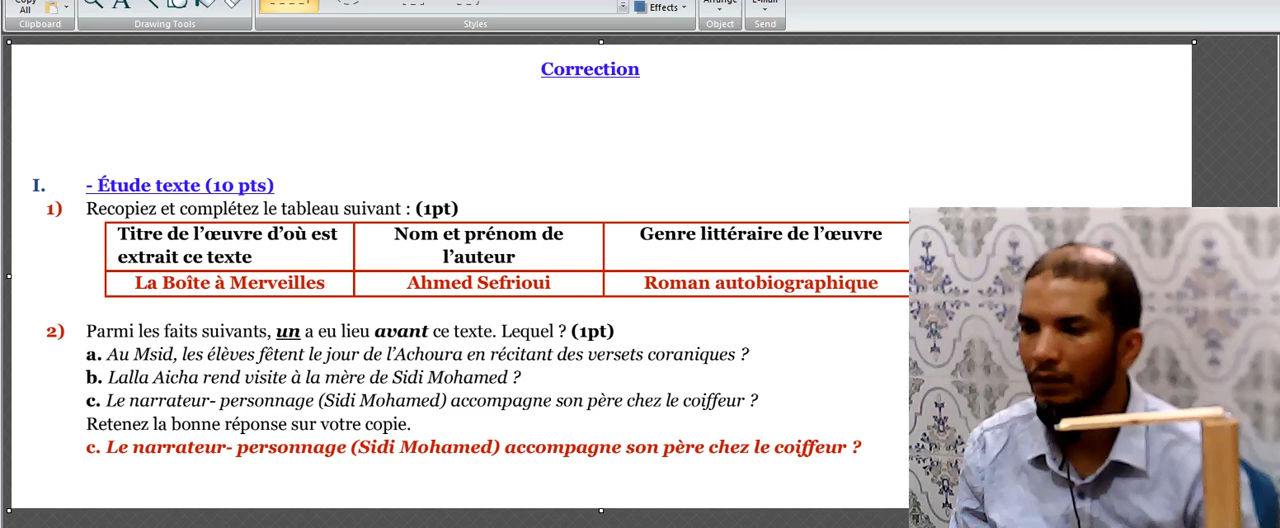 Copy
All
Effects
Arrange
E-mail
Clipboard
Drawing Tools
Styles
Object
Send
Correction
I. - Étude texte (10 pts)
1) Recopiez et complétez le tableau suivant : (1pt)
Titre de l’œuvre d’où est extrait ce texte
Nom et prénom de l’auteur
Genre littéraire de l’œuvre
La Boîte à Merveilles
Ahmed Sefrioui
Roman autobiographique
2) Parmi les faits suivants, un a eu lieu avant ce texte. Lequel ? (1pt)
a. Au Msid, les élèves fêtent le jour de l’Achoura en récitant des versets coraniques ?
b. Lalla Aicha rend visite à la mère de Sidi Mohamed ?
c. Le narrateur- personnage (Sidi Mohamed) accompagne son père chez le coiffeur ?
Retenez la bonne réponse sur votre copie.
c. Le narrateur- personnage (Sidi Mohamed) accompagne son père chez le coiffeur ?